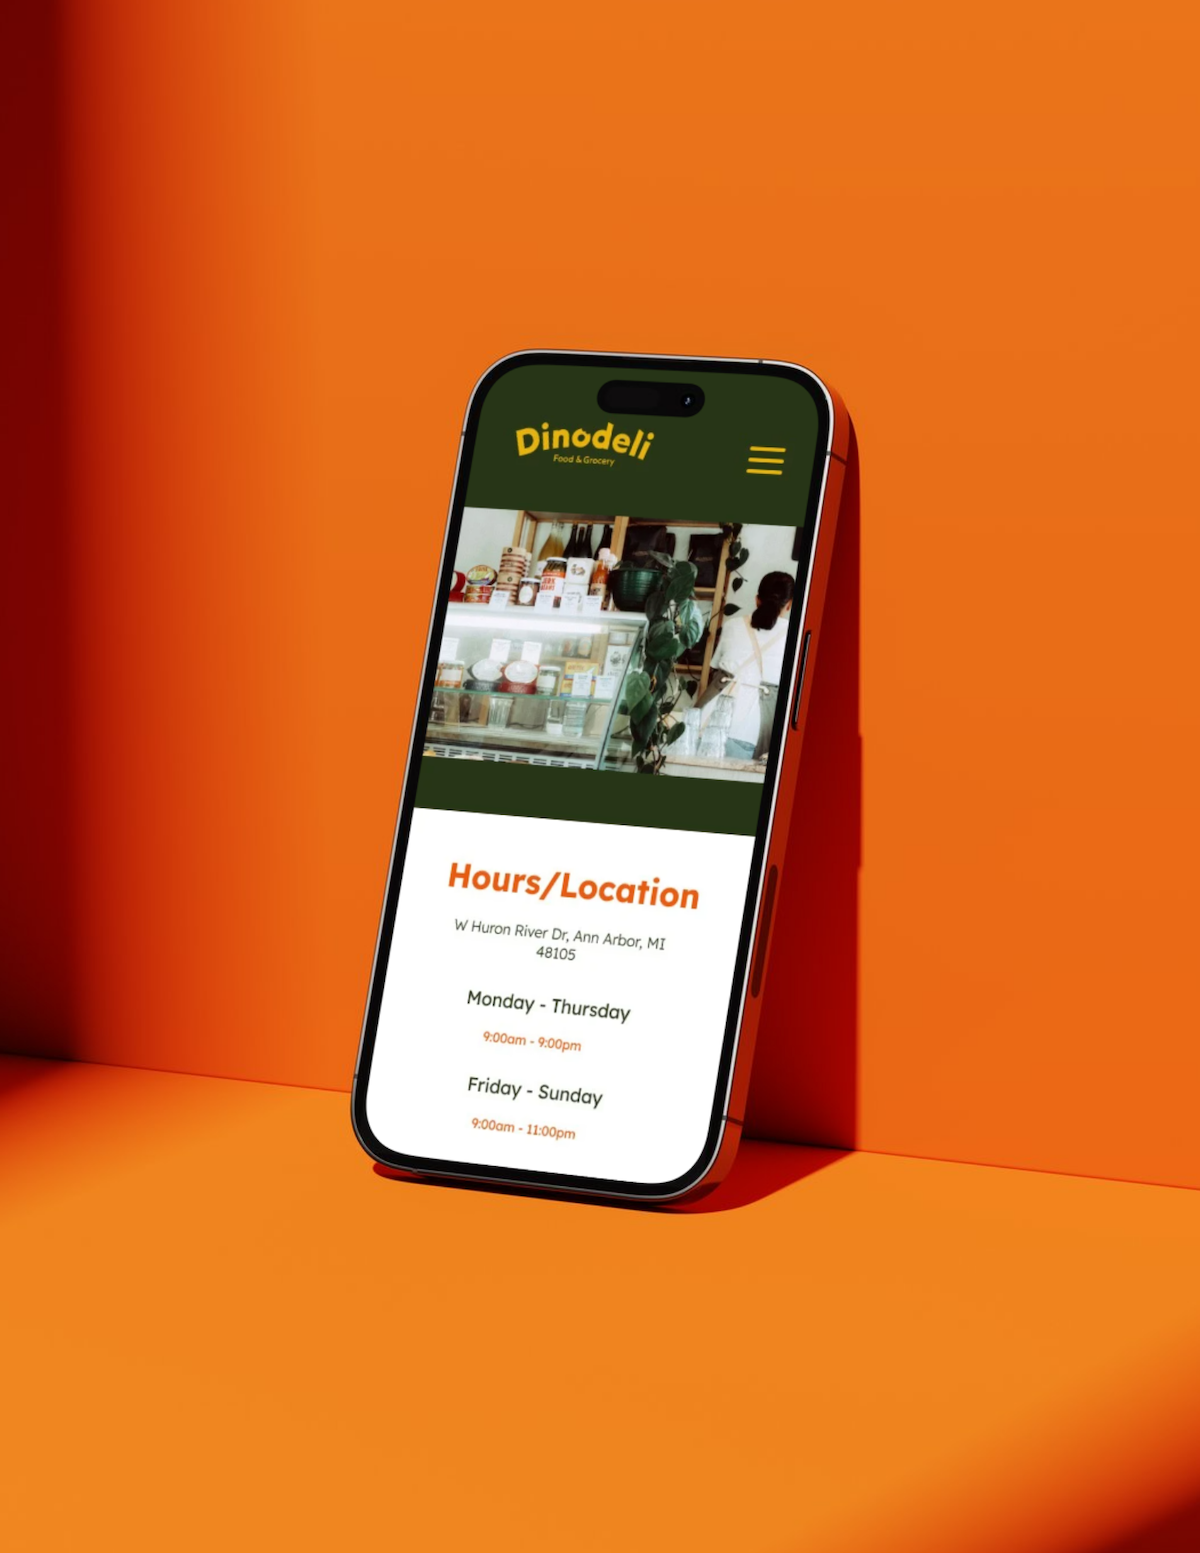 Dinodeli
Food & Grocery
Hours/Location
W Huron River Dr, Ann Arbor, MI
48105
Monday - Thursday
9:00am - 9:00pm
Friday - Sunday
9:00am - 11:00pm